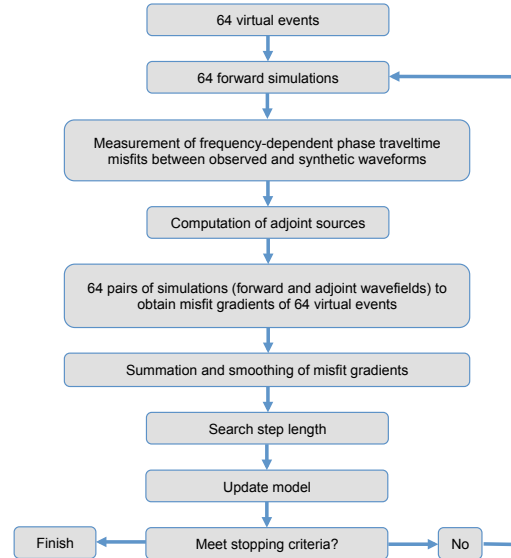 64 virtual events
64 forward simulations
Measurement of frequency-dependent phase traveltime
misfits between observed and synthetic waveforms
Computation of adjoint sources
64 pairs of simulations (forward and adjoint wavefields) to
obtain misfit gradients of 64 virtual events
Summation and smoothing of misfit gradients
Search step length
Update model
Finish
Meet stopping criteria?
No